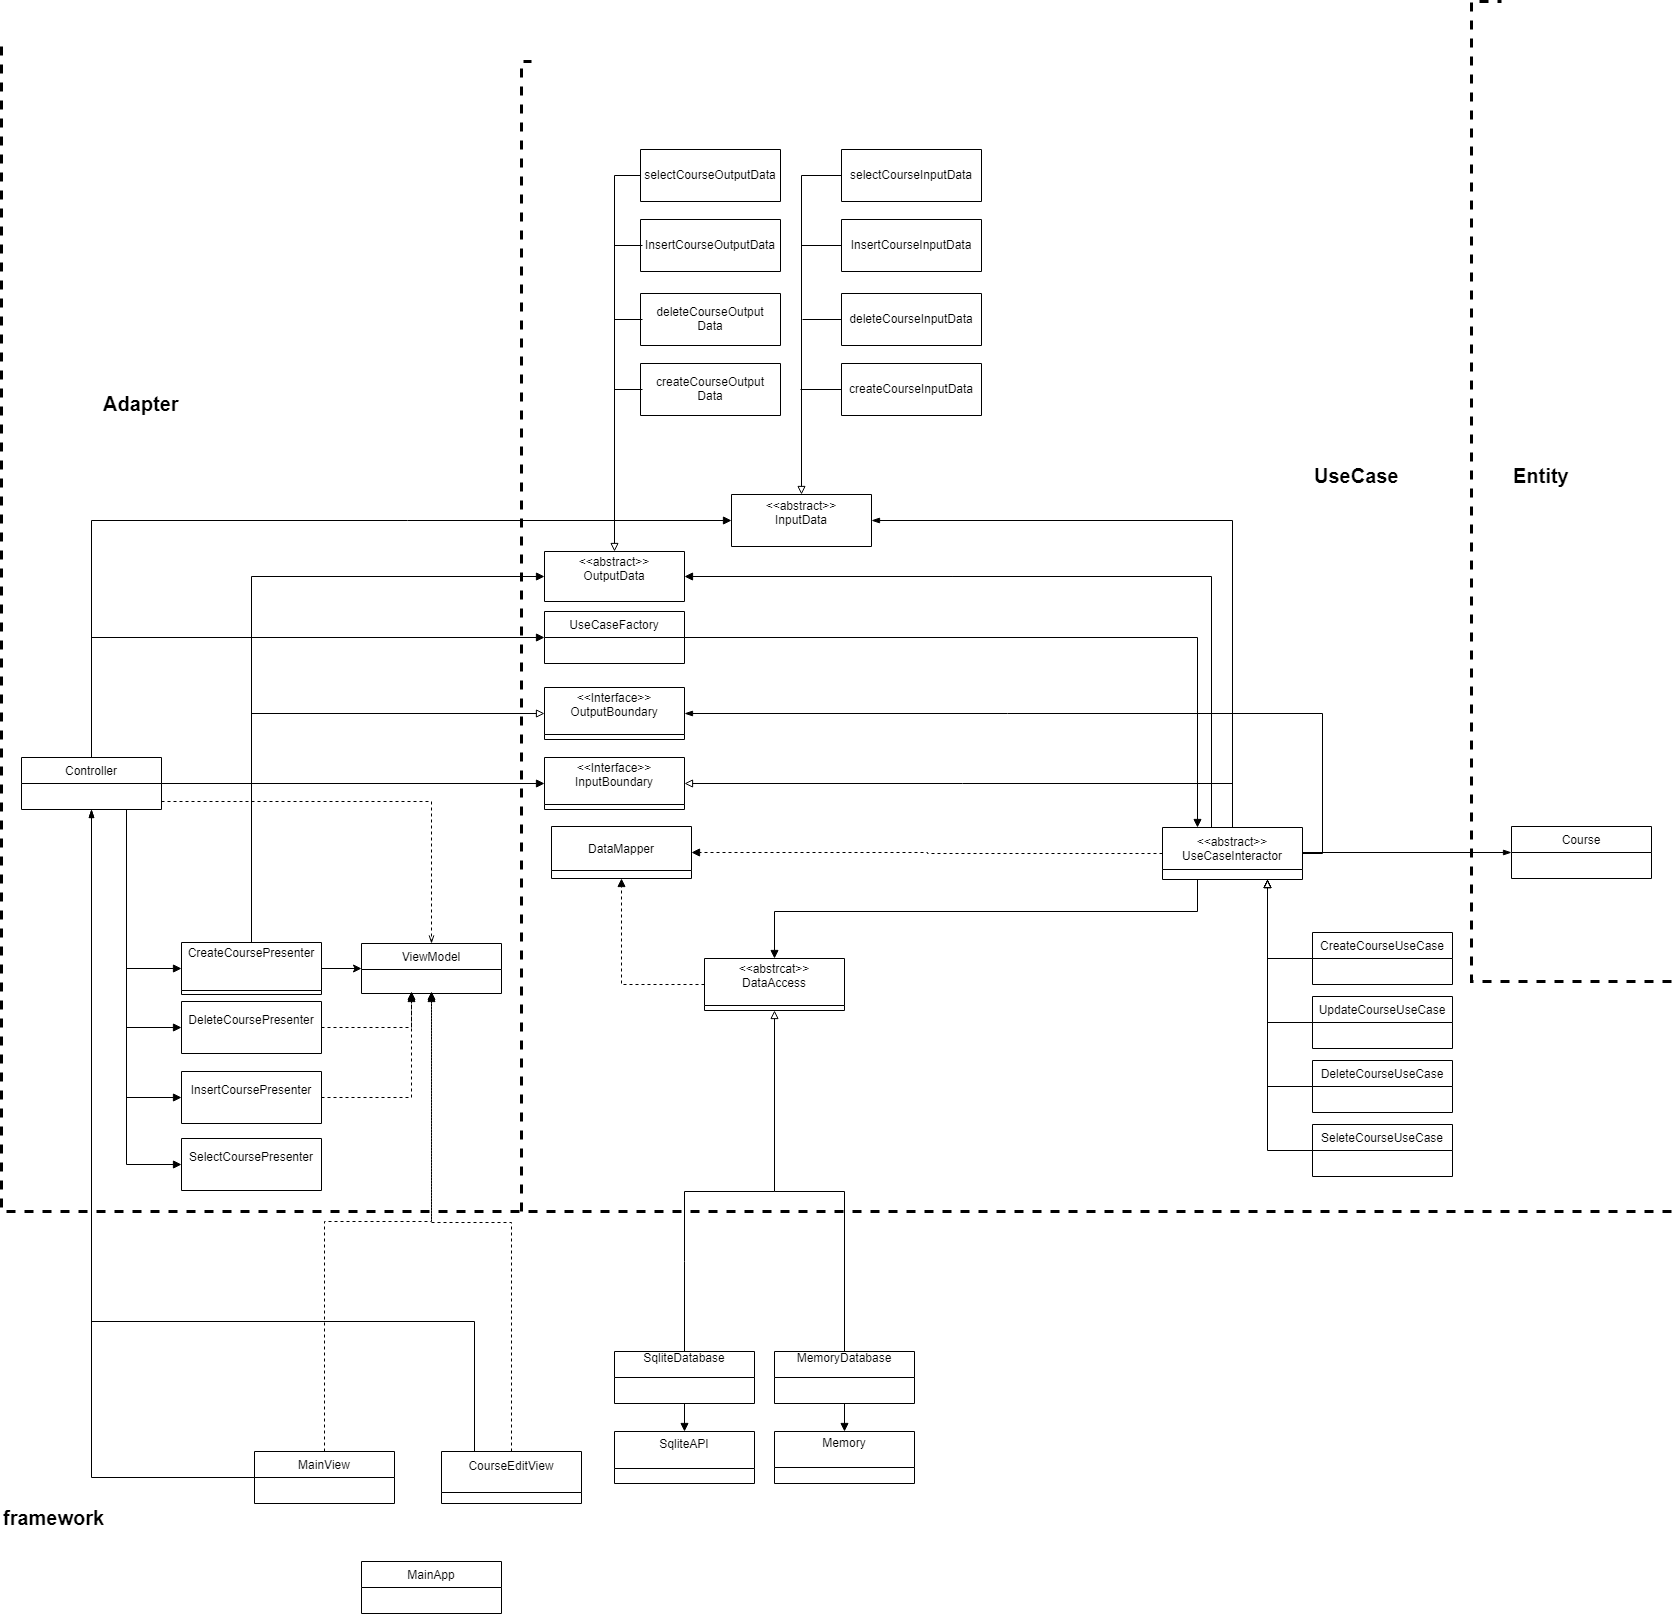 selectCourseOutputData
selectCourseInputData
InsertCourseOutputData
InsertCourseInputData
deleteCourseOutput
Data
deleteCourseInputData
createCourseOutput
Data
createCourseInputData
Adapter
UseCase
Entity
<<abstract>>
InputData
<<abstract>>
OutputData
UseCaseFactory
<<Interface>>
OutputBoundary
<<Interface>>
InputBoundary
Controller
DataMapper
<<abstract>>
UseCaseInteractor
Course
CreateCoursePresenter
ViewModel
<<abstrcat>>
DataAccess
CreateCourseUseCase
DeleteCoursePresenter
UpdateCourseUseCase
InsertCoursePresenter
DeleteCourseUseCase
SelectCoursePresenter
SeleteCourseUseCase
SqliteDatabase
MemoryDatabase
SqliteAPI
Memory
MainView
CourseEditView
framework
MainApp